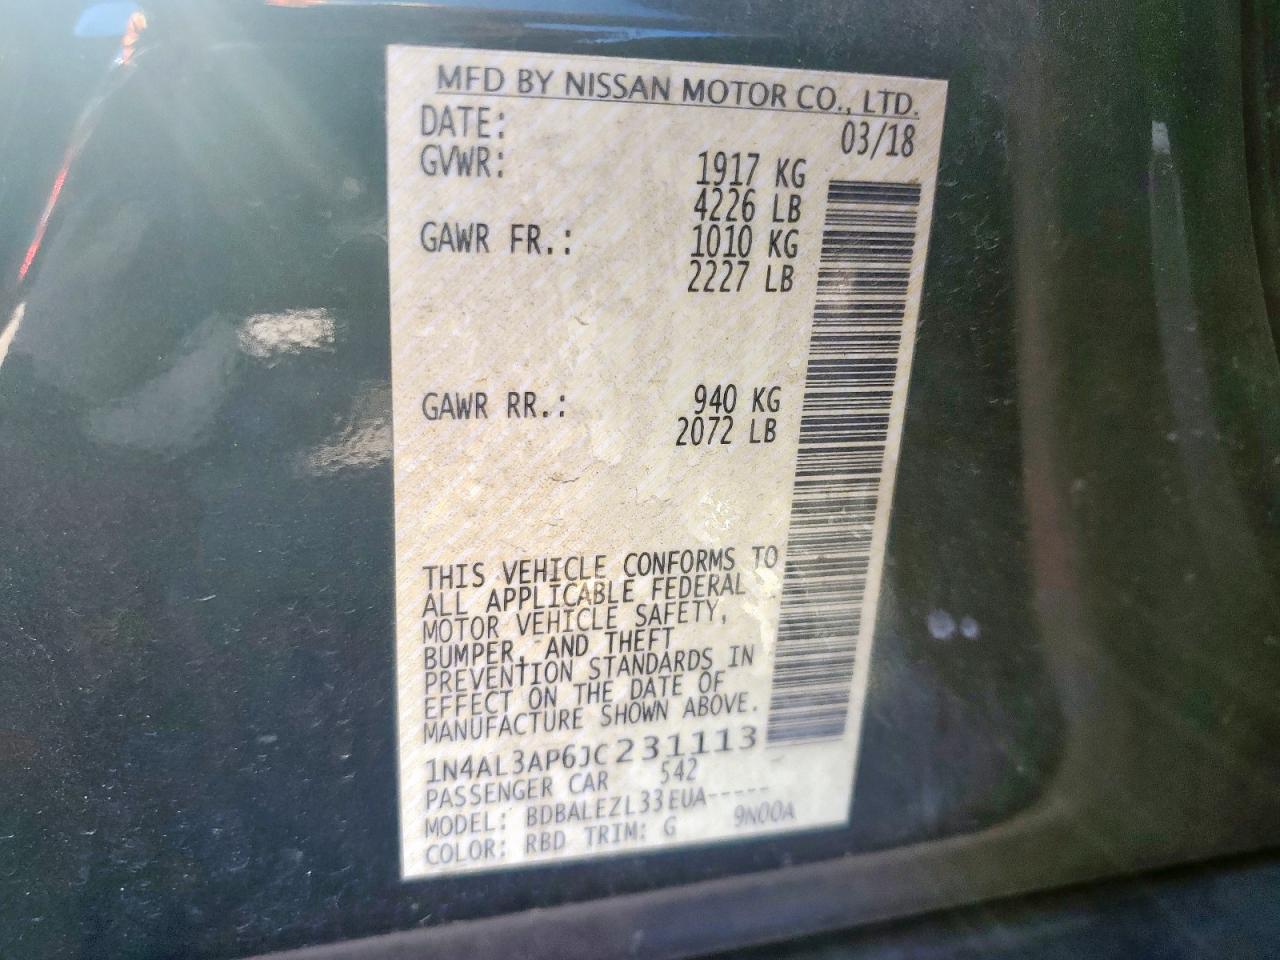 MFD BY NISSAN MOTOR CO., LTD.
DATE: 03/18
GVWR: 1917 KG
4226 LB
GAWR FR.: 1010 KG
2227 LB
GAWR RR.: 940 KG
2072 LB
THIS VEHICLE CONFORMS TO
ALL APPLICABLE FEDERAL
MOTOR VEHICLE SAFETY,
BUMPER, AND THEFT
PREVENTION STANDARDS IN
EFFECT ON THE DATE OF
MANUFACTURE SHOWN ABOVE.
1N4AL3AP6JC231113
PASSENGER CAR 542
MODEL: BDBALEZL33EUA-----
COLOR: RBD TRIM: G 9N00A